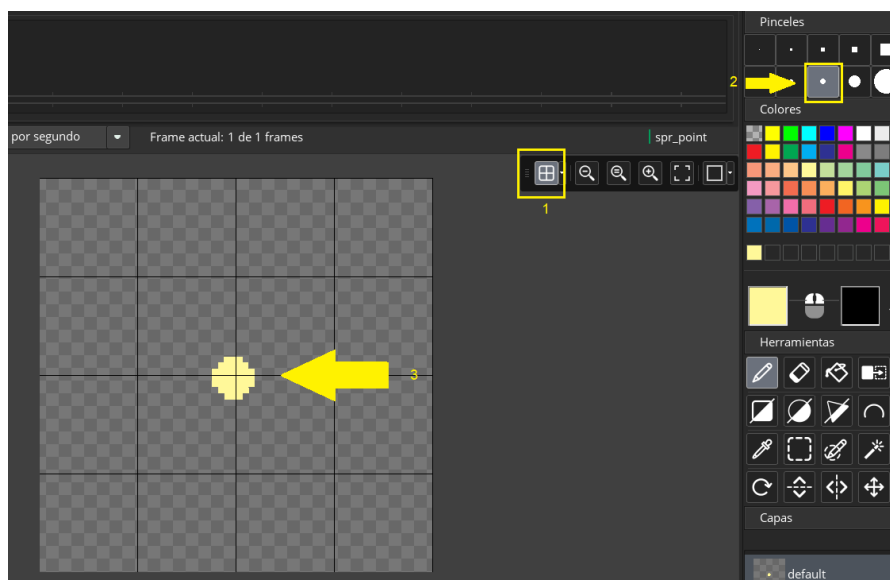 Pinceles
2
Colores
por segundo
Frame actual: 1 de 1 frames
spr_point
1
3
Herramientas
Capas
default